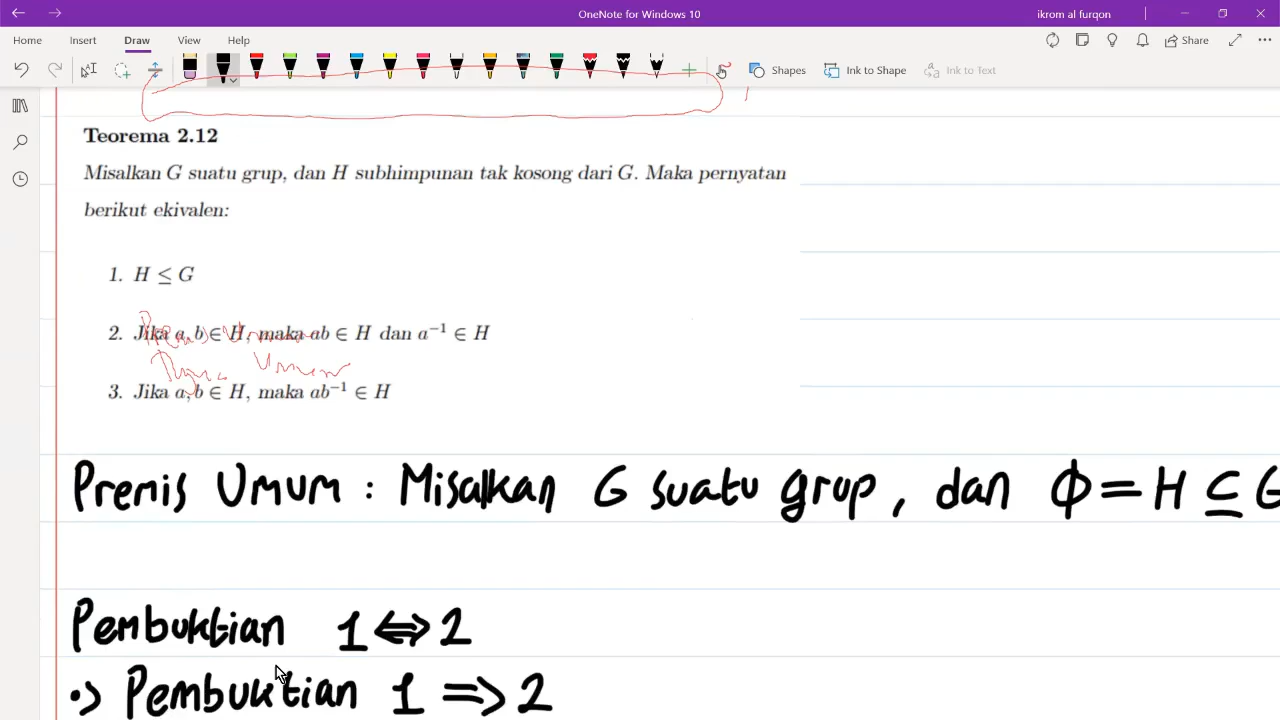 OneNote for Windows 10
ikrom al furqon
Home Insert Draw View Help
Share
Shapes Ink to Shape Ink to Text
Teorema 2.12
Misalkan G suatu grup, dan H subhimpunan tak kosong dari G. Maka pernyatan
berikut ekivalen:
1. H ≤ G
Premis Umum
2. Jika a, b ∈ H, maka ab ∈ H dan a⁻¹ ∈ H
Umum
3. Jika a, b ∈ H, maka ab⁻¹ ∈ H
Premis Umum : Misalkan G suatu grup, dan ϕ = H ⊆ G
Pembuktian 1 ⇔ 2
•> Pembuktian 1 ⇒ 2